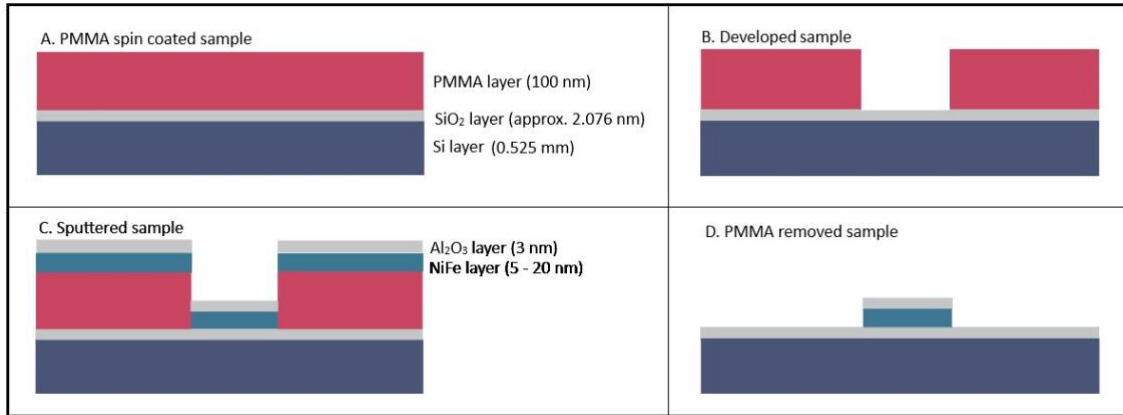 A. PMMA spin coated sample
PMMA layer (100 nm)
SiO₂ layer (approx. 2.076 nm)
Si layer (0.525 mm)
B. Developed sample
C. Sputtered sample
Al₂O₃ layer (3 nm)
NiFe layer (5 - 20 nm)
D. PMMA removed sample